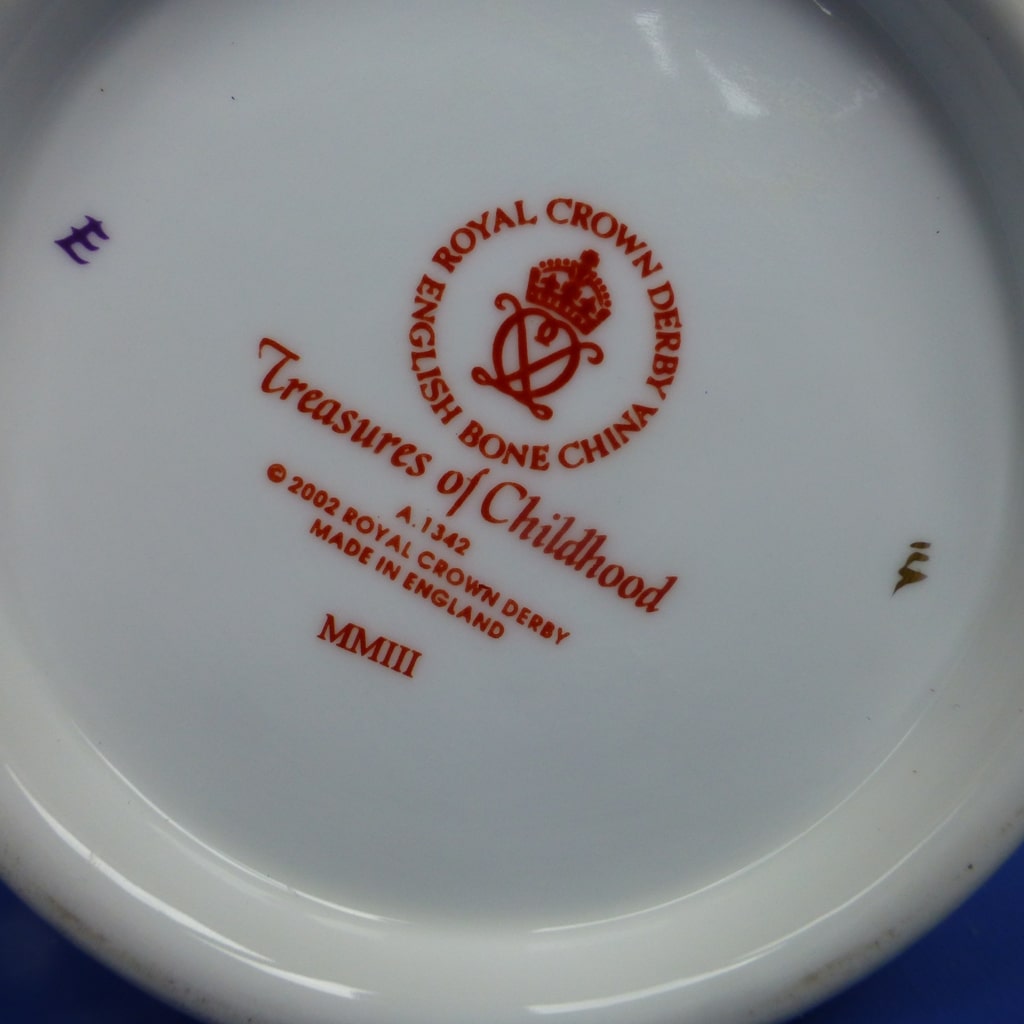 ROYAL CROWN DERBY
ENGLISH BONE CHINA
Treasures of Childhood
A.1342
© 2002 ROYAL CROWN DERBY
MADE IN ENGLAND
MMIII
E